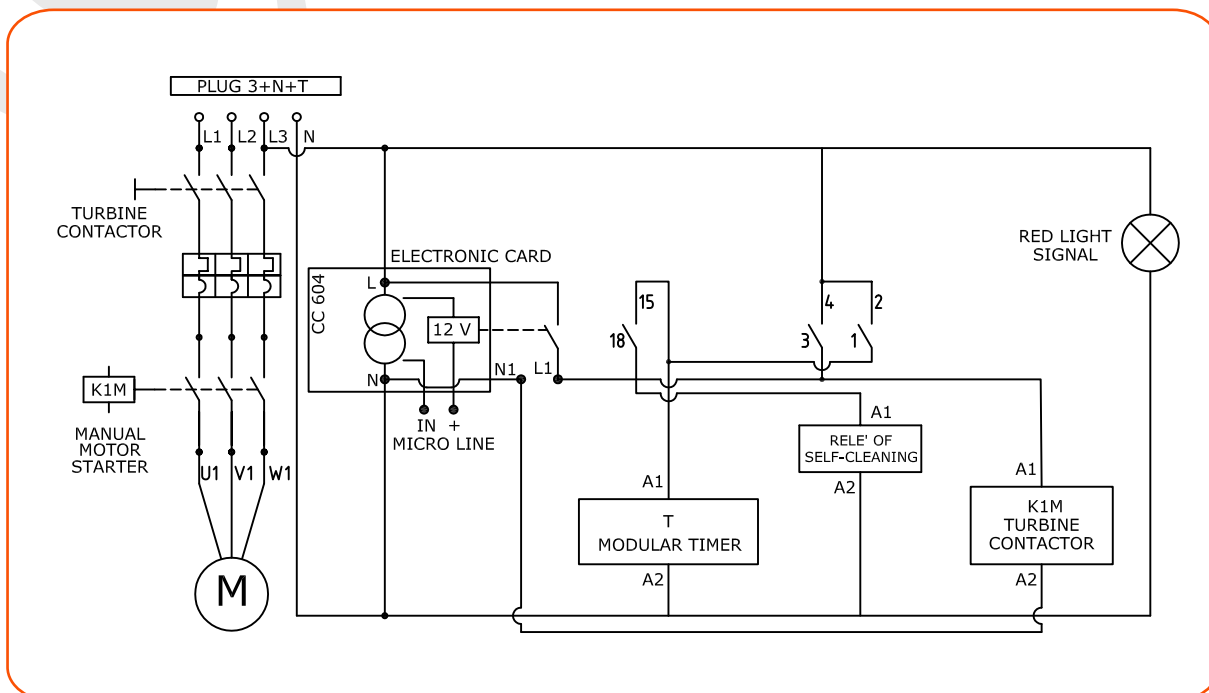 PLUG 3+N+T
L1
L2
L3
N
TURBINE
CONTACTOR
ELECTRONIC CARD
RED LIGHT
SIGNAL
CC 604
L
12 V
15
4
2
18
3
1
N
N1
L1
K1M
IN +
MICRO LINE
A1
MANUAL
MOTOR
STARTER
RELE' OF
SELF-CLEANING
U1
V1
W1
A1
A2
A1
T
MODULAR TIMER
K1M
TURBINE
CONTACTOR
M
A2
A2